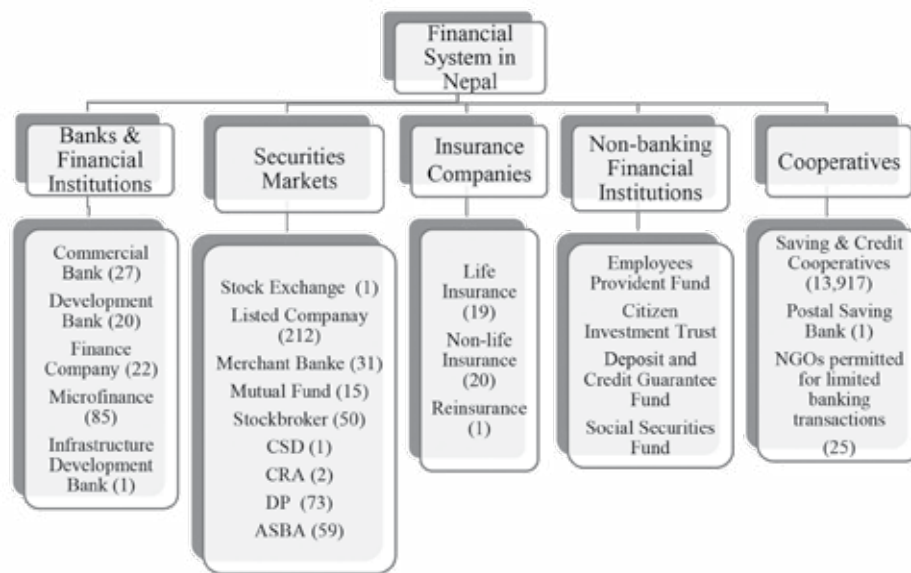 Financial
System in
Nepal
Banks &
Financial
Institutions
Securities
Markets
Insurance
Companies
Non-banking
Financial
Institutions
Cooperatives
Commercial
Bank (27)
Development
Bank (20)
Finance
Company (22)
Microfinance
(85)
Infrastructure
Development
Bank (1)
Stock Exchange (1)
Listed Companay
(212)
Merchant Banke (31)
Mutual Fund (15)
Stockbroker (50)
CSD (1)
CRA (2)
DP (73)
ASBA (59)
Life
Insurance
(19)
Non-life
Insurance
(20)
Reinsurance
(1)
Employees
Provident Fund
Citizen
Investment Trust
Deposit and
Credit Guarantee
Fund
Social Securities
Fund
Saving & Credit
Cooperatives
(13,917)
Postal Saving
Bank (1)
NGOs permitted
for limited
banking
transactions
(25)